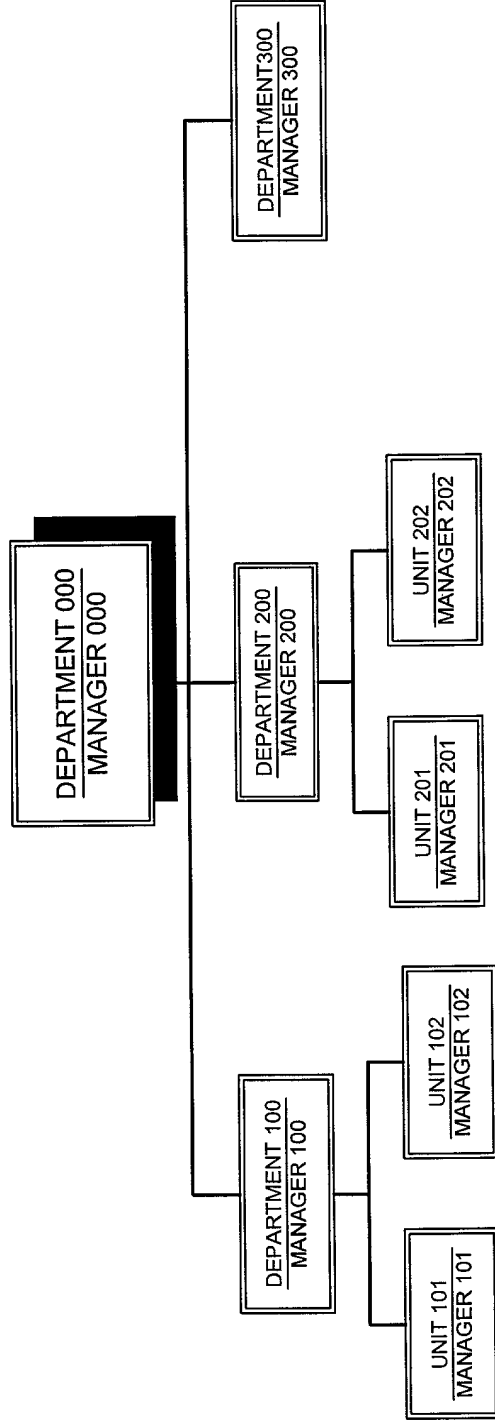 DEPARTMENT 000
MANAGER 000
DEPARTMENT 100
MANAGER 100
DEPARTMENT 200
MANAGER 200
DEPARTMENT300
MANAGER 300
UNIT 101
MANAGER 101
UNIT 102
MANAGER 102
UNIT 201
MANAGER 201
UNIT 202
MANAGER 202